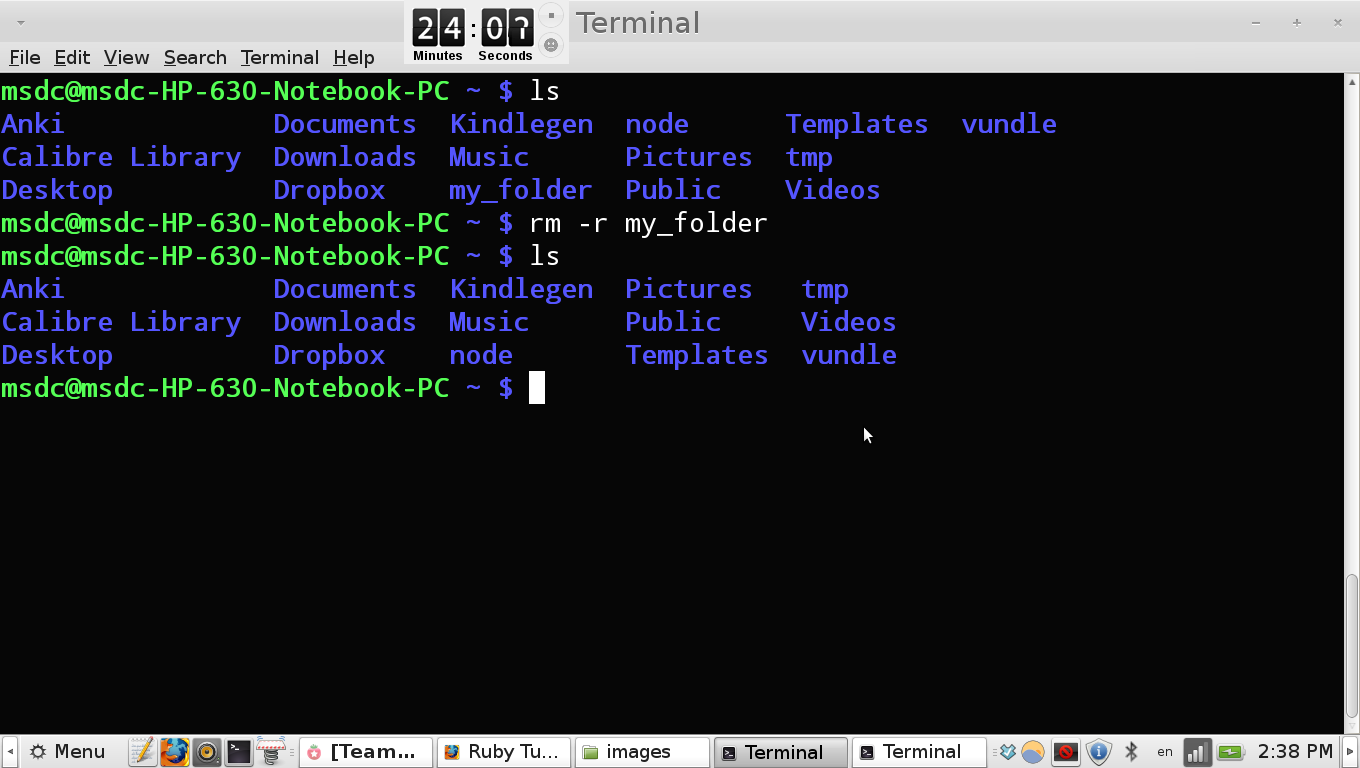 24:0
Minutes Seconds
Terminal
File Edit View Search Terminal Help
msdc@msdc-HP-630-Notebook-PC ~ $ ls
Anki Documents Kindlegen node Templates vundle
Calibre Library Downloads Music Pictures tmp
Desktop Dropbox my_folder Public Videos
msdc@msdc-HP-630-Notebook-PC ~ $ rm -r my_folder
msdc@msdc-HP-630-Notebook-PC ~ $ ls
Anki Documents Kindlegen Pictures tmp
Calibre Library Downloads Music Public Videos
Desktop Dropbox node Templates vundle
msdc@msdc-HP-630-Notebook-PC ~ $
Menu [Team... Ruby Tu... images Terminal Terminal en 2:38 PM